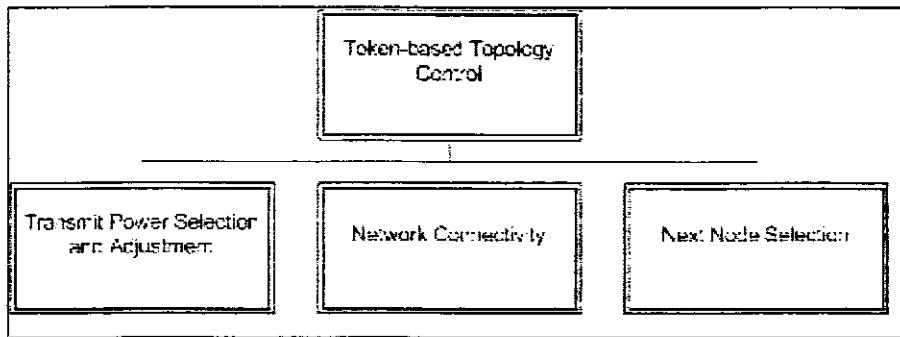 Token-based Topology
Control
Transmit Power Selection
and Adjustment
Network Connectivity
Next Node Selection